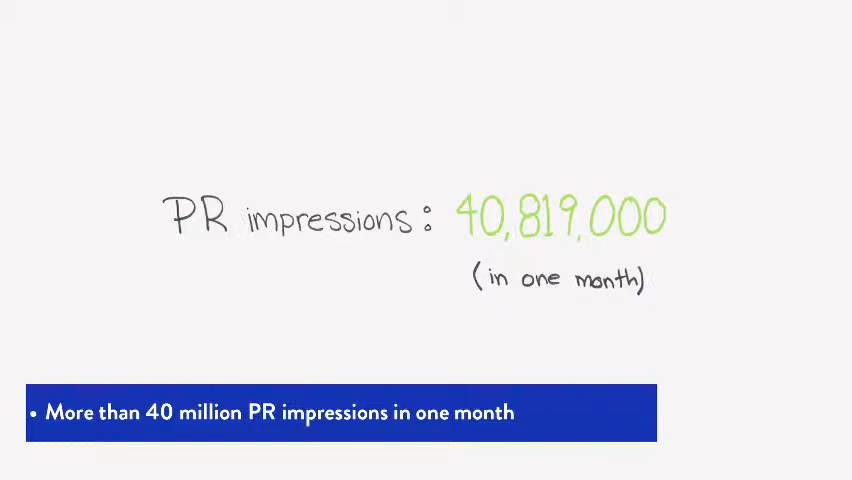 PR impressions: 40,819,000
(in one month)
• More than 40 million PR impressions in one month